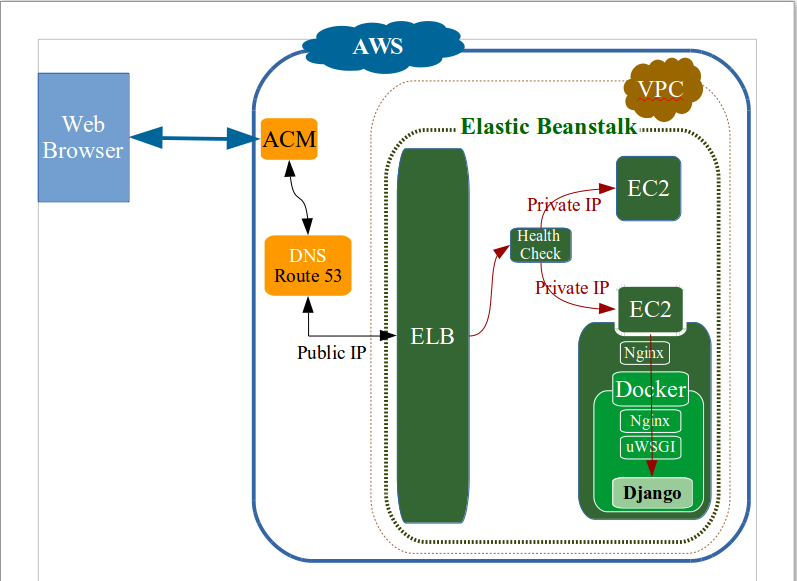 AWS
VPC
Web
Browser
Elastic Beanstalk
ACM
EC2
Private IP
Health
Check
DNS
Route 53
Private IP
EC2
ELB
Public IP
Nginx
Docker
Nginx
uWSGI
Django